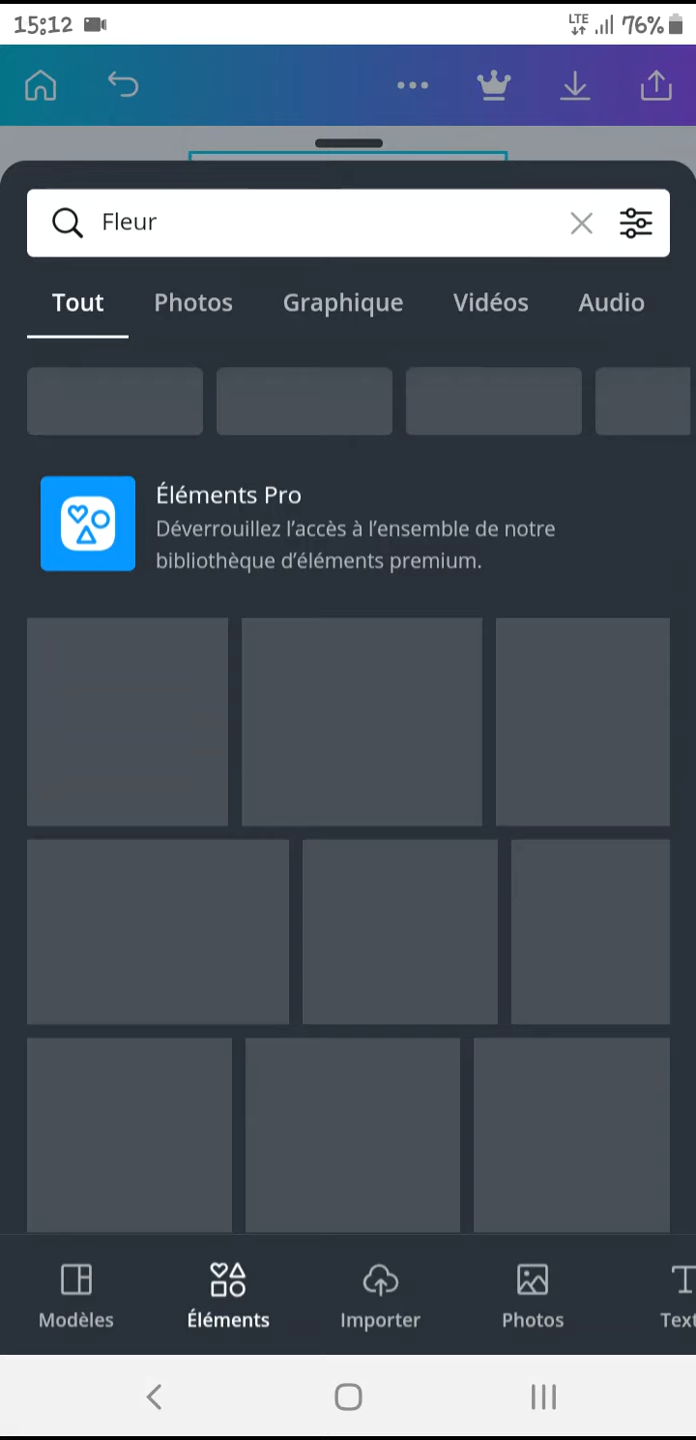 15:12 LTE 76%
Fleur
Tout Photos Graphique Vidéos Audio
Éléments Pro
Déverrouillez l'accès à l'ensemble de notre
bibliothèque d'éléments premium.
Modèles Éléments Importer Photos Text